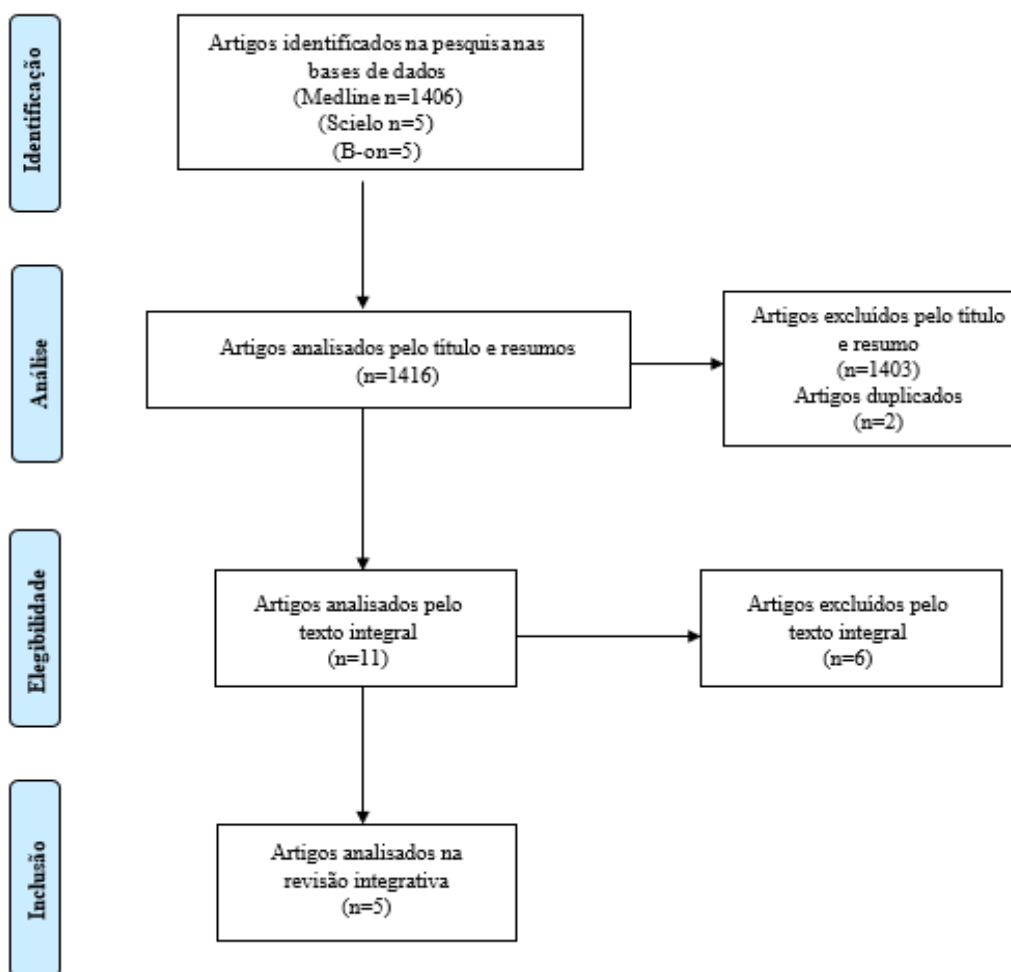 Identificação
Artigos identificados na pesquisa nas
bases de dados
(Medline n=1406)
(Scielo n=5)
(B-on=5)
Análise
Artigos analisados pelo título e resumos
(n=1416)
Artigos excluídos pelo título
e resumo
(n=1403)
Artigos duplicados
(n=2)
Elegibilidade
Artigos analisados pelo
texto integral
(n=11)
Artigos excluídos pelo
texto integral
(n=6)
Inclusão
Artigos analisados na
revisão integrativa
(n=5)